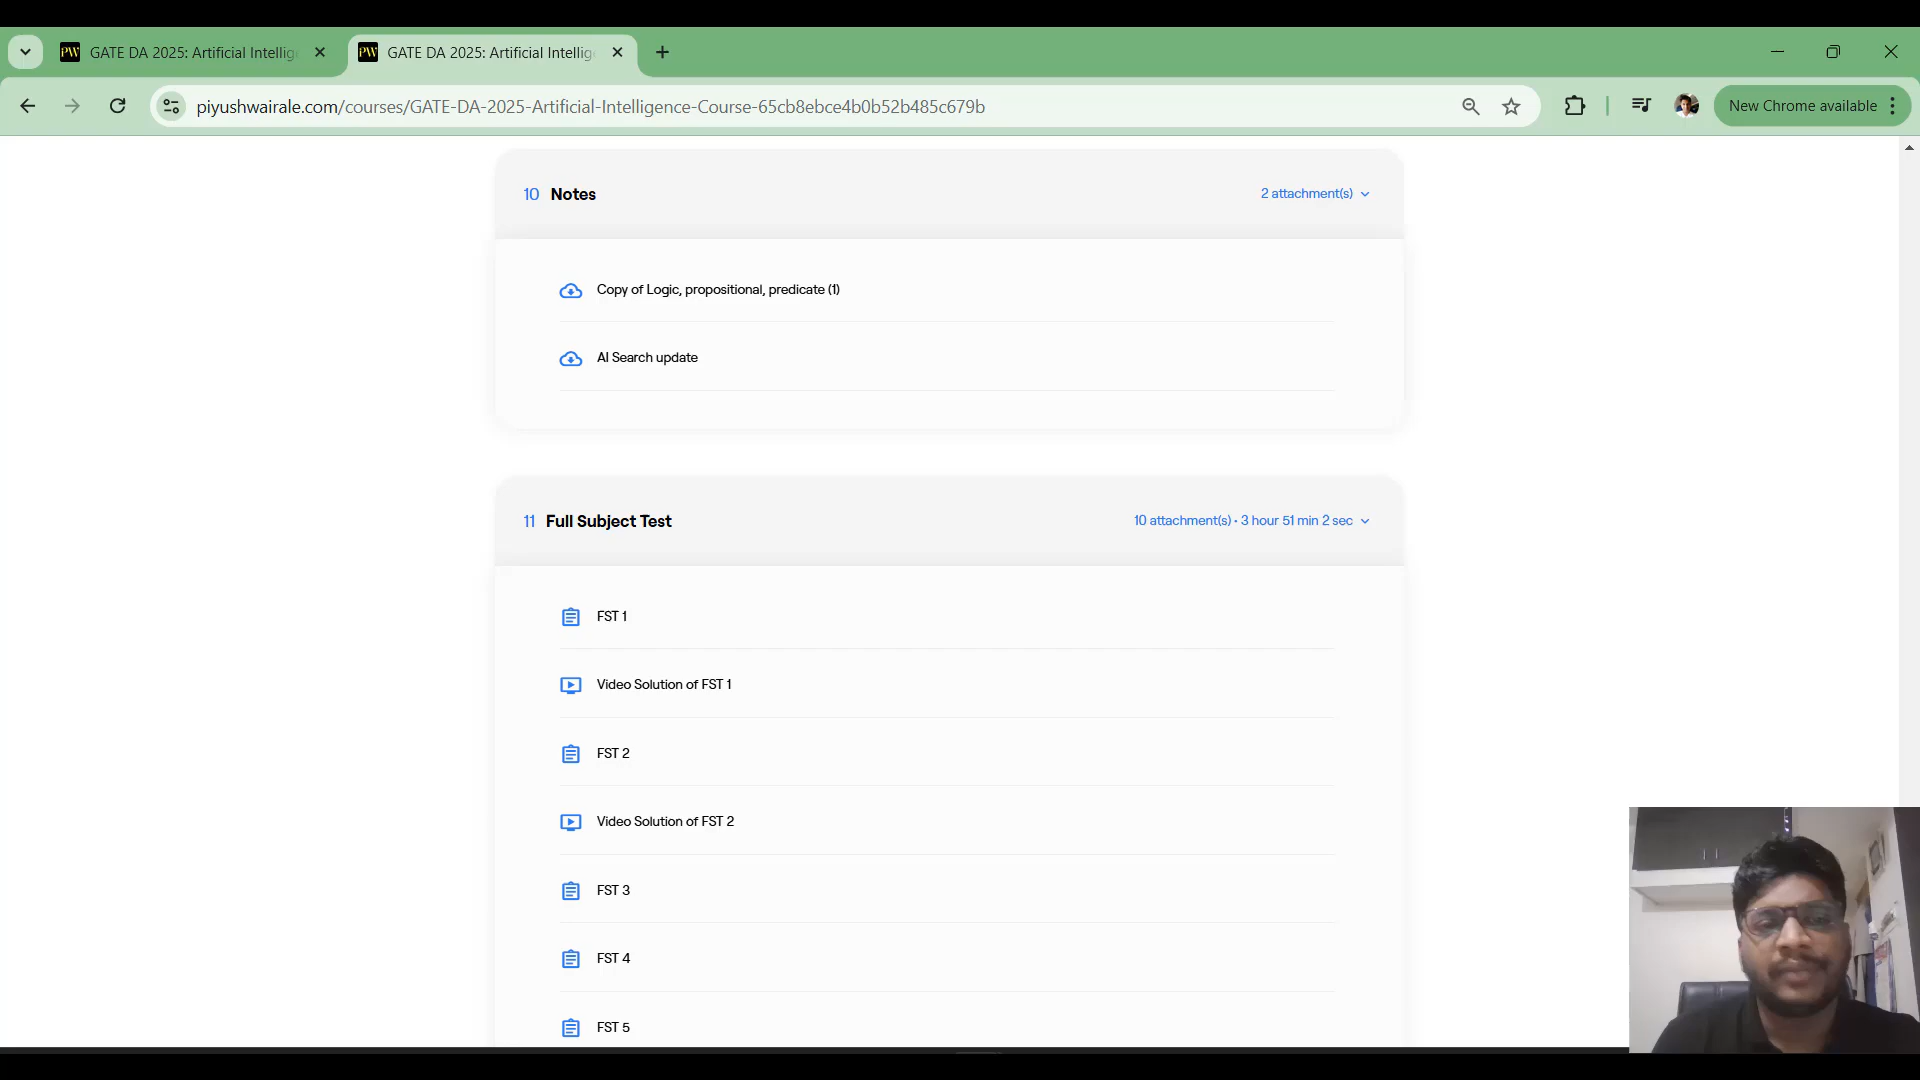 PW GATE DA 2025: Artificial Intellig
PW GATE DA 2025: Artificial Intellig
piyushwairale.com/courses/GATE-DA-2025-Artificial-Intelligence-Course-65cb8ebce4b0b52b485c679b
New Chrome available
10 Notes
2 attachment(s)
Copy of Logic, propositional, predicate (1)
AI Search update
11 Full Subject Test
10 attachment(s) • 3 hour 51 min 2 sec
FST 1
Video Solution of FST 1
FST 2
Video Solution of FST 2
FST 3
FST 4
FST 5